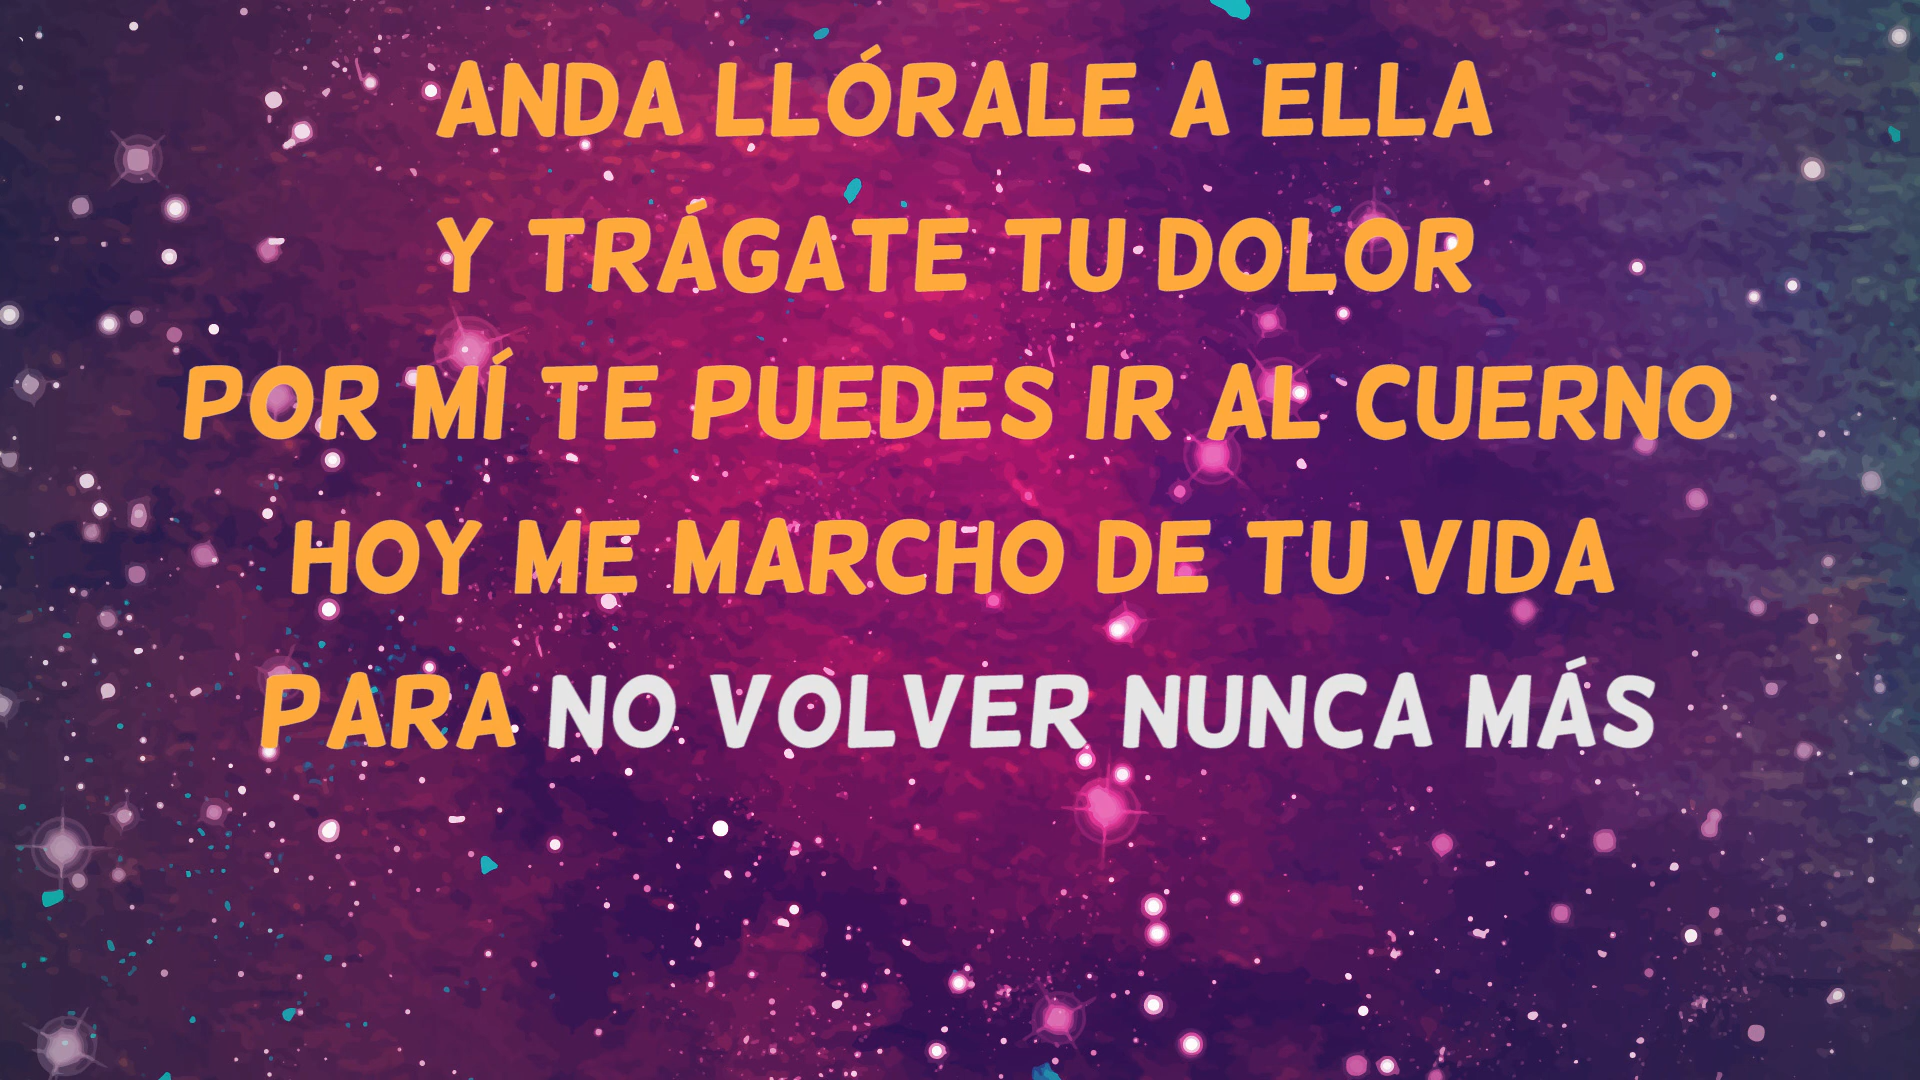 ANDA LLÓRALE A ELLA
Y TRÁGATE TU DOLOR
POR MÍ TE PUEDES IR AL CUERNO
HOY ME MARCHO DE TU VIDA
PARA NO VOLVER NUNCA MÁS